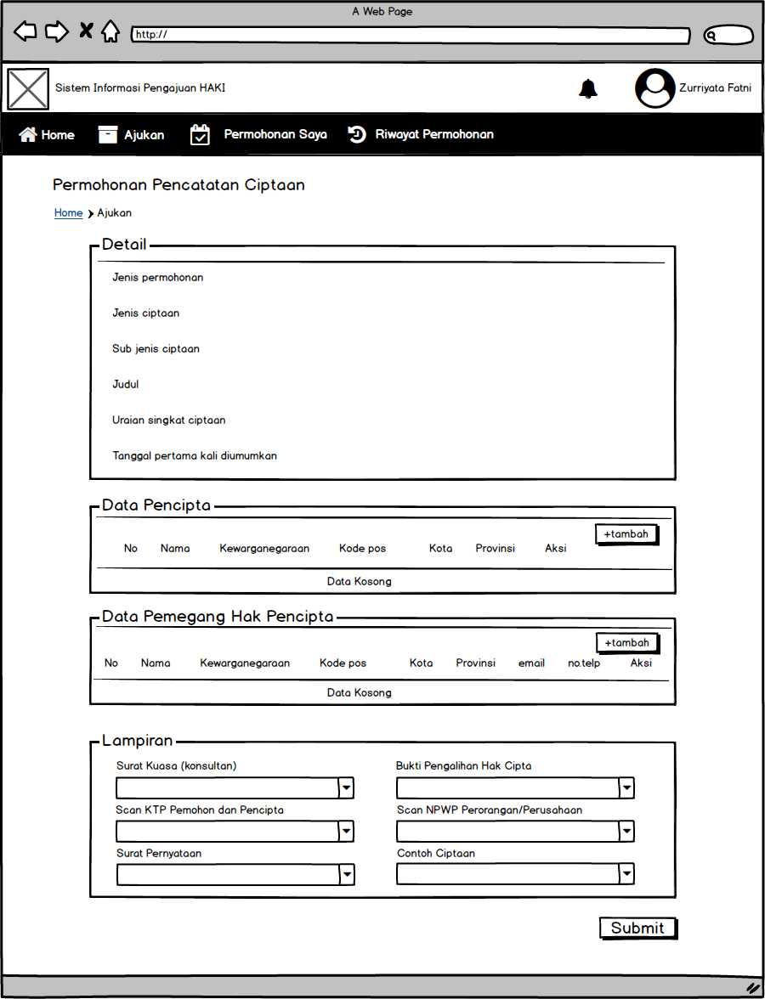 A Web Page
http://
Sistem Informasi Pengajuan HAKI
Zurriyata Fatni
Home Ajukan Permohonan Saya Riwayat Permohonan
Permohonan Pencatatan Ciptaan
Home Ajukan
Detail
Jenis permohonan
Jenis ciptaan
Sub jenis ciptaan
Judul
Uraian singkat ciptaan
Tanggal pertama kali diumumkan
Data Pencipta
+tambah
No Nama Kewarganegaraan Kode pos Kota Provinsi Aksi
Data Kosong
Data Pemegang Hak Pencipta
+tambah
No Nama Kewarganegaraan Kode pos Kota Provinsi email no.telp Aksi
Data Kosong
Lampiran
Surat Kuasa (konsultan) Bukti Pengalihan Hak Cipta
Scan KTP Pemohon dan Pencipta Scan NPWP Perorangan/Perusahaan
Surat Pernyataan Contoh Ciptaan
Submit